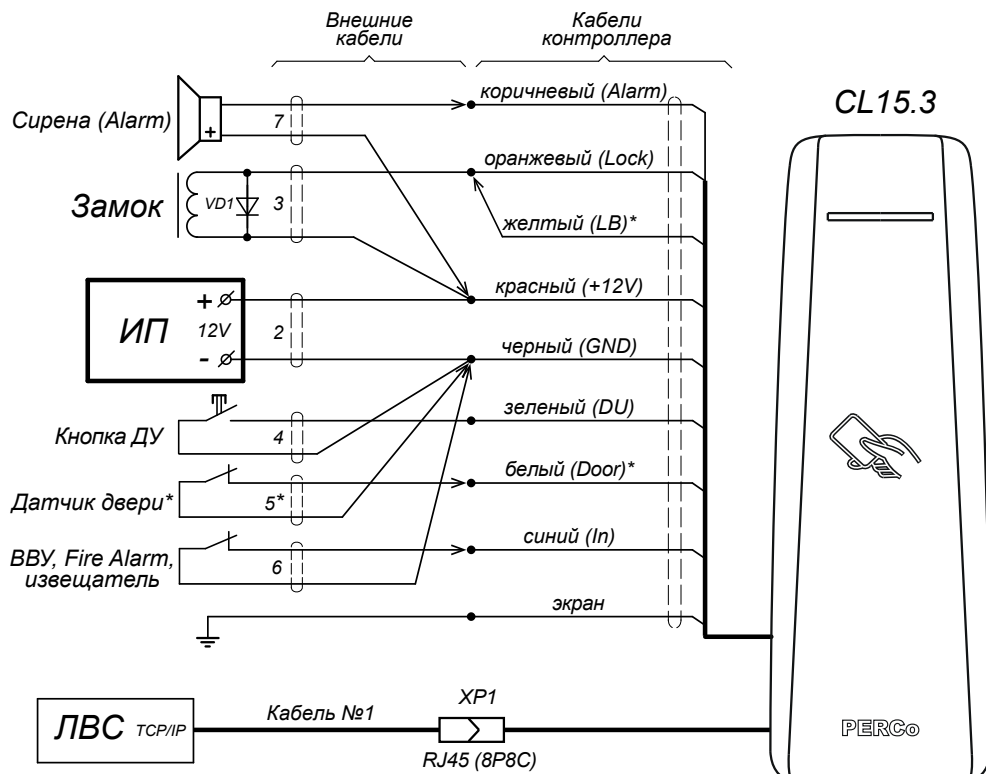 Внешние
кабели
Кабели
контроллера
CL15.3
Сирена (Alarm)
+
7
коричневый (Alarm)
Замок
VD1
3
оранжевый (Lock)
желтый (LB)*
ИП
+
12V
-
2
красный (+12V)
черный (GND)
Кнопка ДУ
4
зеленый (DU)
Датчик двери*
5*
белый (Door)*
ВВУ, Fire Alarm,
извещатель
6
синий (In)
экран
ЛВС TCP/IP
Кабель №1
XP1
RJ45 (8P8C)
PERCo